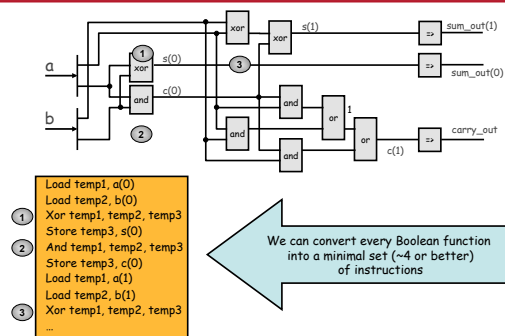 xor
s(1)
=>
sum_out(1)
xor
a
1
xor
s(0)
3
=>
sum_out(0)
and
c(0)
and
b
2
and
or
1
or
=>
carry_out
and
c(1)
Load temp1, a(0)
Load temp2, b(0)
1
Xor temp1, temp2, temp3
Store temp3, s(0)
2
And temp1, temp2, temp3
Store temp3, c(0)
Load temp1, a(1)
Load temp2, b(1)
3
Xor temp1, temp2, temp3
...
We can convert every Boolean function
into a minimal set (~4 or better)
of instructions